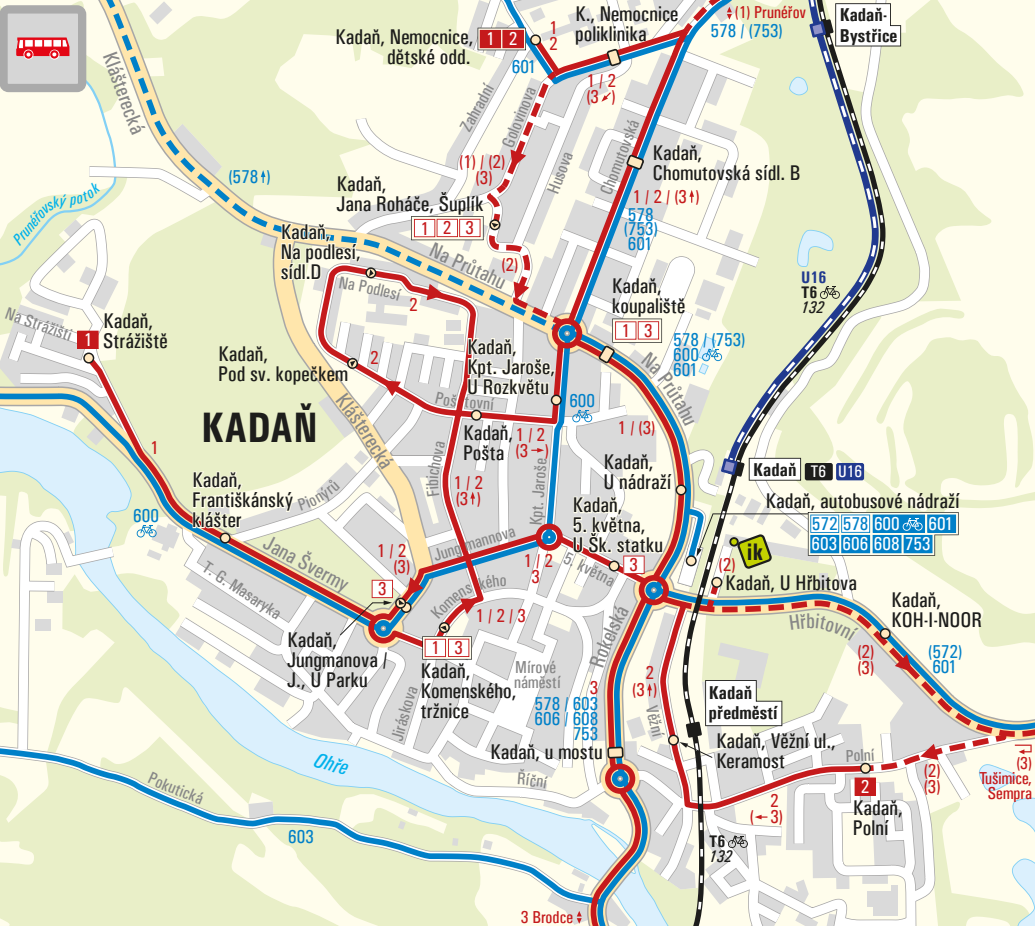 K., Nemocnice
poliklinika
(1) Prunéřov
578 / (753)
Kadaň-
Bystřice
Kadaň, Nemocnice,
dětské odd.
1 2
1
2
601
1 / 2
(3 ↙)
Klášterecká
Zahradní
Golovinova
Husova
Chomutovská
Kadaň,
Chomutovská sídl. B
(1) / (2)
(3)
1 / 2 / (3↑)
578
(753)
601
(578↑)
Prunéřovský potok
Kadaň,
Jana Roháče, Šuplík
1 2 3
Kadaň,
Na podlesí,
sídl.D
Na Průtahu
(2)
Na Podlesí
2
U16
T6
132
Kadaň,
koupaliště
1 3
578 / (753)
600
601
Na Průtahu
Na Strážišti
1
Kadaň,
Strážiště
Kadaň,
Pod sv. kopečkem
2
2
Kadaň,
Kpt. Jaroše,
U Rozkvětu
600
KADAŇ
Klášterecká
Poštovní
Kadaň,
Pošta
1 / 2
(3 →)
1 / (3)
Kadaň,
U nádraží
1
Fibichova
1 / 2
(3↑)
Kpt. Jaroše
Kadaň T6 U16
Kadaň,
Františkánský
klášter
Pionýrů
600
Kadaň,
5. května,
U Šk. statku
Kadaň, autobusové nádraží
572 578 600 601
603 606 608 753
Jana Švermy
1 / 2
(3)
Jungmannova
1 / 2
3
5. května
3
ik
(2)
Kadaň, U Hřbitova
T. G. Masaryka
3
Komenského
1 / 2 / 3
Hřbitovní
Kadaň,
KOH-I-NOOR
Kadaň,
Jungmanova /
J., U Parku
1 3
Kadaň,
Komenského,
tržnice
Mírové
náměstí
Rokelská
(2)
(3)
(572)
601
2
(3↑)
Jiráskova
3
578 / 603
606 / 608
753
Věžní
Kadaň
předměstí
Kadaň, u mostu
Kadaň, Věžní ul.,
Keramost
Polní
(3)
Tušimice,
Sempra
Ohře
Říční
2
Kadaň,
Polní
(2)
(3)
Pokutická
603
2
(← 3)
T6
132
3 Brodce